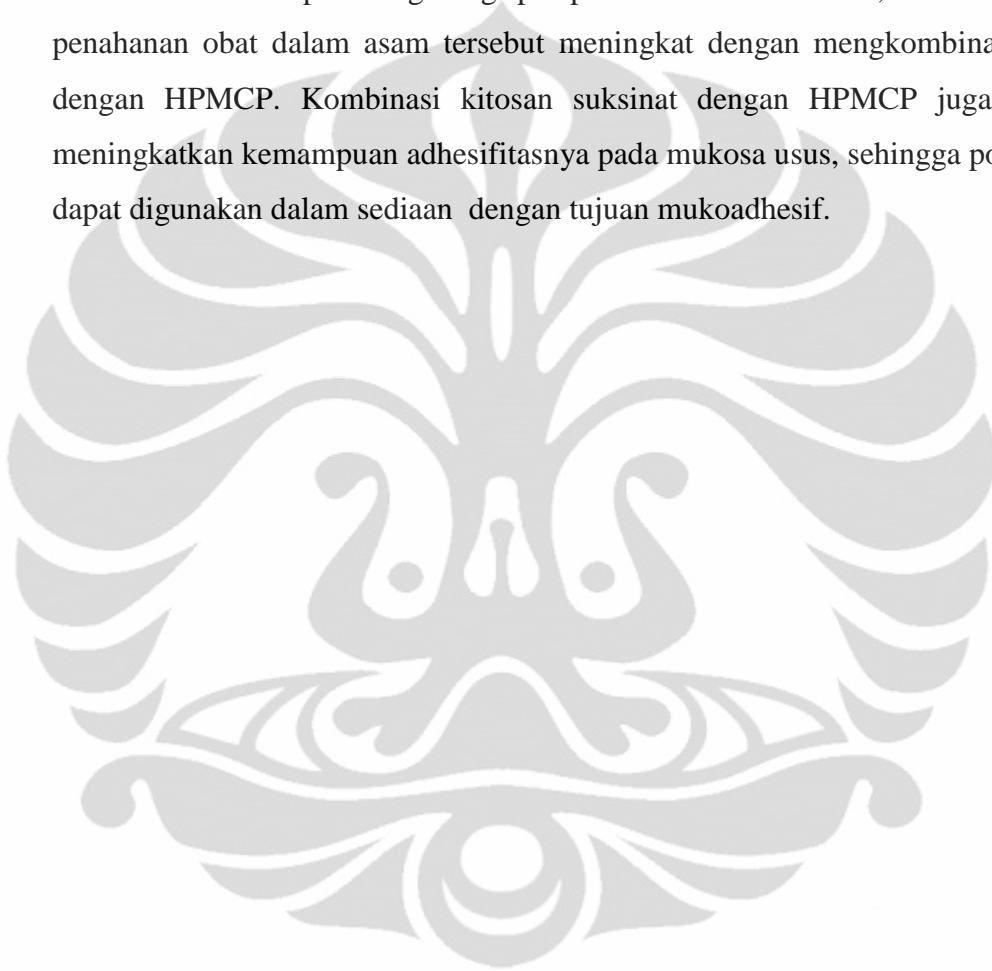 penahanan obat dalam asam tersebut meningkat dengan mengkombina
dengan HPMCP. Kombinasi kitosan suksinat dengan HPMCP juga
meningkatkan kemampuan adhesifitasnya pada mukosa usus, sehingga po
dapat digunakan dalam sediaan dengan tujuan mukoadhesif.